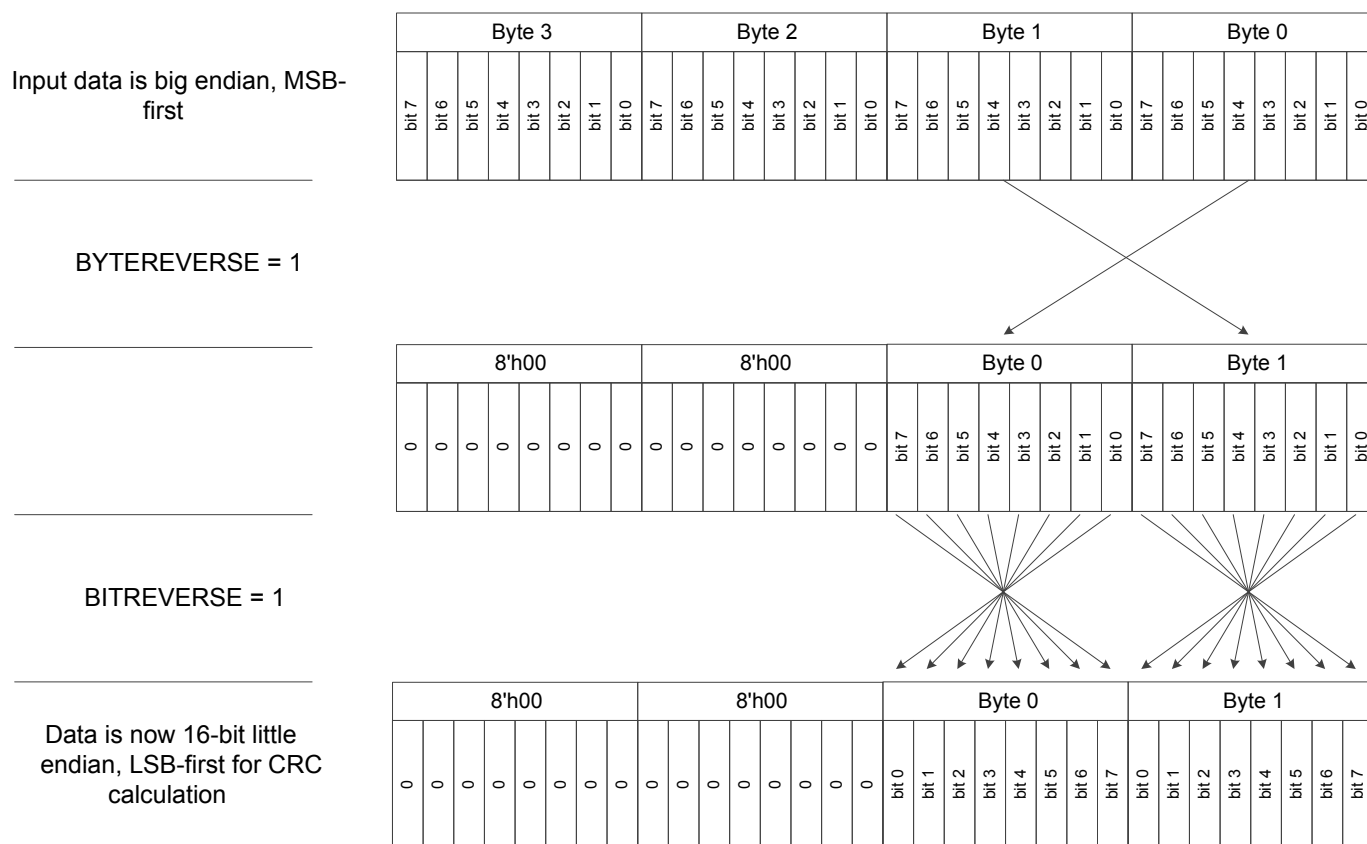 Byte 3 Byte 2 Byte 1 Byte 0
Input data is big endian, MSB-
first
bit 7 bit 6 bit 5 bit 4 bit 3 bit 2 bit 1 bit 0 bit 7 bit 6 bit 5 bit 4 bit 3 bit 2 bit 1 bit 0 bit 7 bit 6 bit 5 bit 4 bit 3 bit 2 bit 1 bit 0 bit 7 bit 6 bit 5 bit 4 bit 3 bit 2 bit 1 bit 0
BYTEREVERSE = 1
8'h00 8'h00 Byte 0 Byte 1
0 0 0 0 0 0 0 0 0 0 0 0 0 0 0 0 bit 7 bit 6 bit 5 bit 4 bit 3 bit 2 bit 1 bit 0 bit 7 bit 6 bit 5 bit 4 bit 3 bit 2 bit 1 bit 0
BITREVERSE = 1
8'h00 8'h00 Byte 0 Byte 1
Data is now 16-bit little
endian, LSB-first for CRC
calculation
0 0 0 0 0 0 0 0 0 0 0 0 0 0 0 0 bit 0 bit 1 bit 2 bit 3 bit 4 bit 5 bit 6 bit 7 bit 0 bit 1 bit 2 bit 3 bit 4 bit 5 bit 6 bit 7